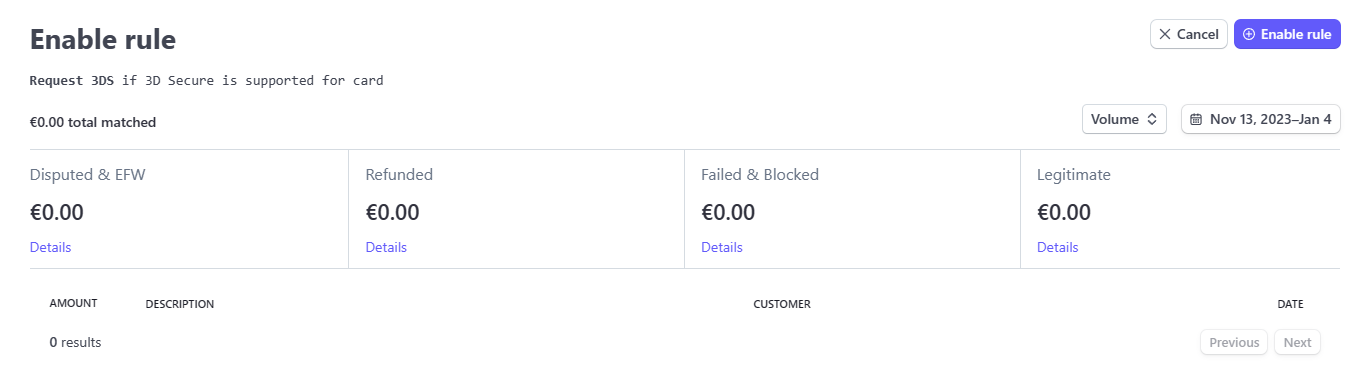 Enable rule
Cancel
Enable rule
Request 3DS if 3D Secure is supported for card
€0.00 total matched
Volume
Nov 13, 2023–Jan 4
Disputed & EFW
Refunded
Failed & Blocked
Legitimate
€0.00
€0.00
€0.00
€0.00
Details
Details
Details
Details
AMOUNT
DESCRIPTION
CUSTOMER
DATE
0 results
Previous
Next